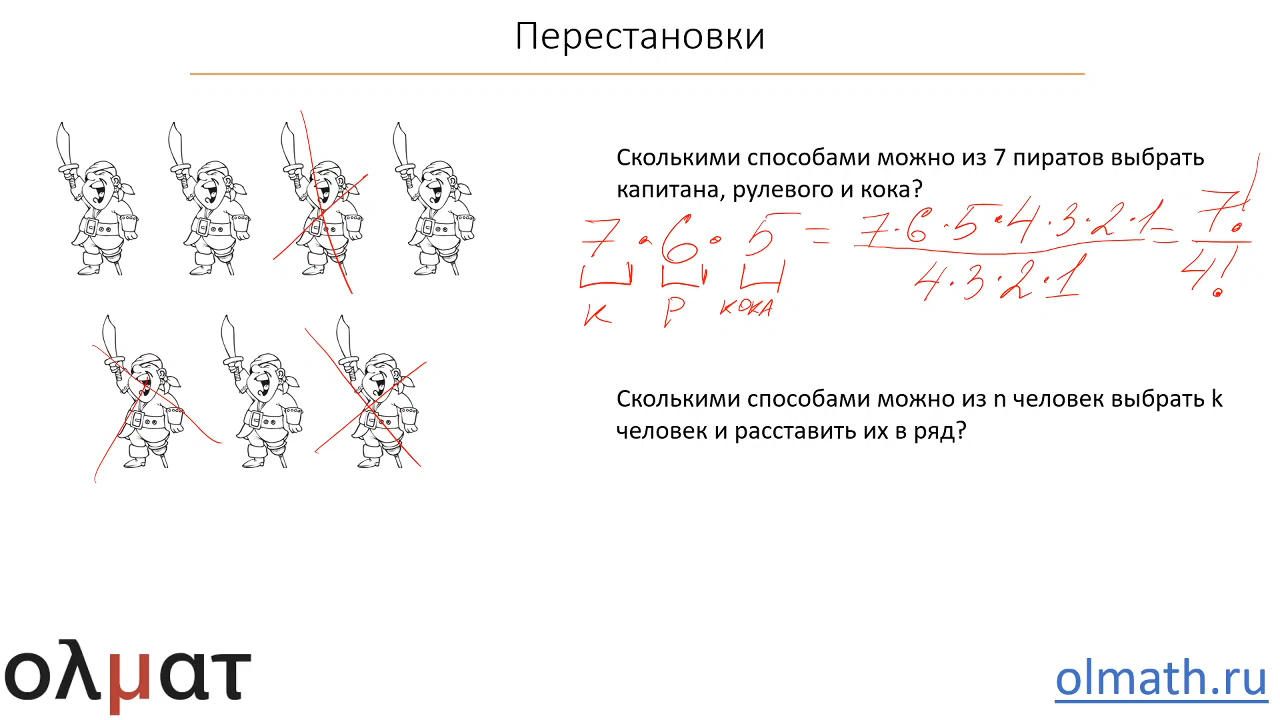 Перестановки
Сколькими способами можно из 7 пиратов выбрать
капитана, рулевого и кока?
7 · 6 · 5 = 7·6·5·4·3·2·1 / 4·3·2·1 = 7! / 4!
К Р КОКА
Сколькими способами можно из n человек выбрать k
человек и расставить их в ряд?
ολματ
olmath.ru